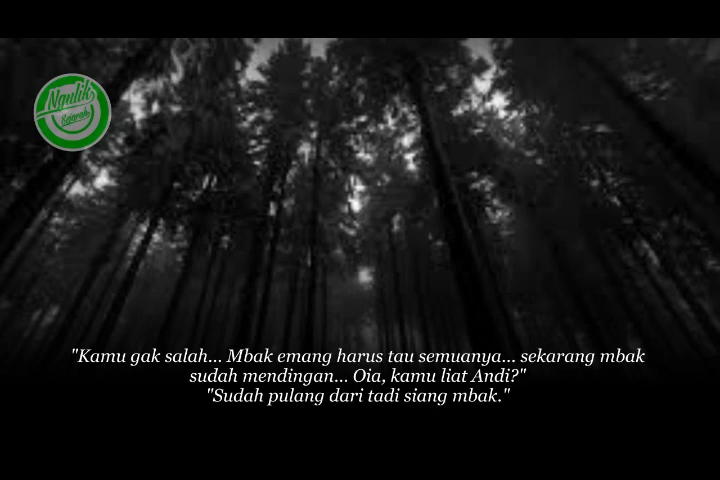 Ngulik
Sejarah
"Kamu gak salah... Mbak emang harus tau semuanya... sekarang mbak
sudah mendingan... Oia, kamu liat Andi?"
"Sudah pulang dari tadi siang mbak."